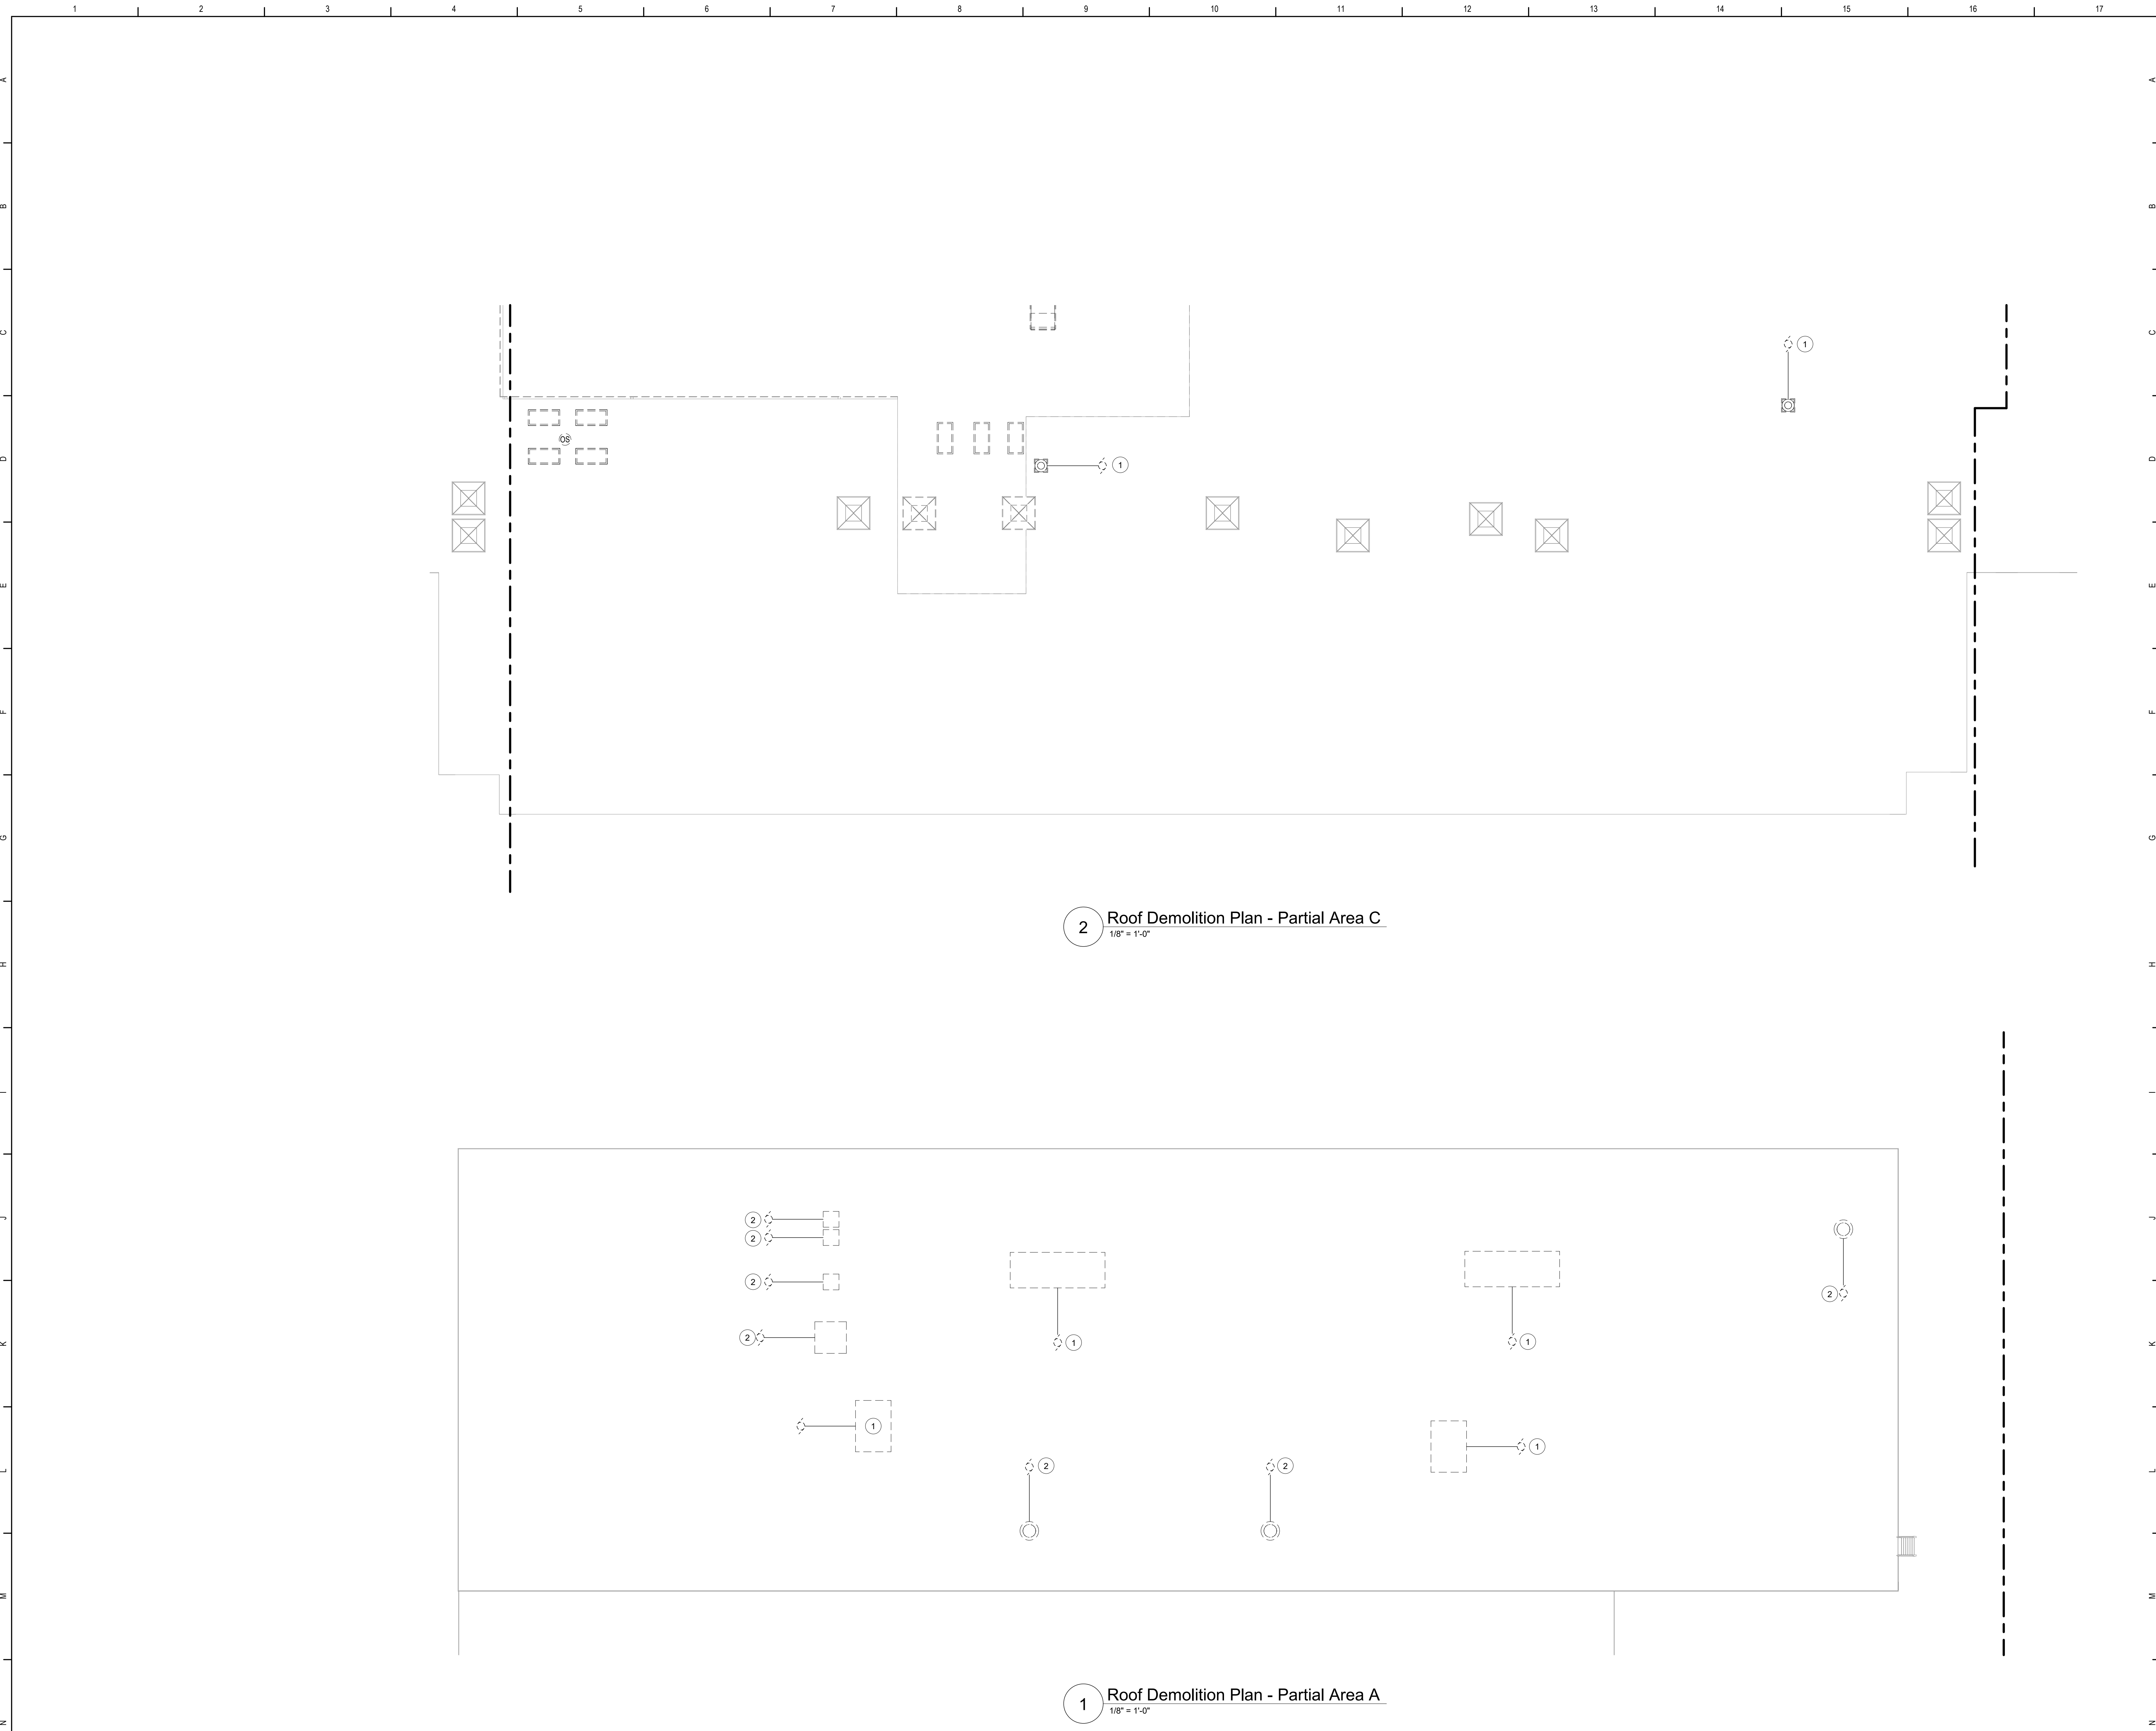 1 2 3 4 5 6 7 8 9 10 11 12 13 14 15 16 17
A A
B B
C C
1
D D
OS
1
E E
F F
G G
2 Roof Demolition Plan - Partial Area C
1/8" = 1'-0"
H H
I I
J J
2
2
2
2
K K
2
1
1
1
1
L L
2
2
M M
1 Roof Demolition Plan - Partial Area A
1/8" = 1'-0"
N N